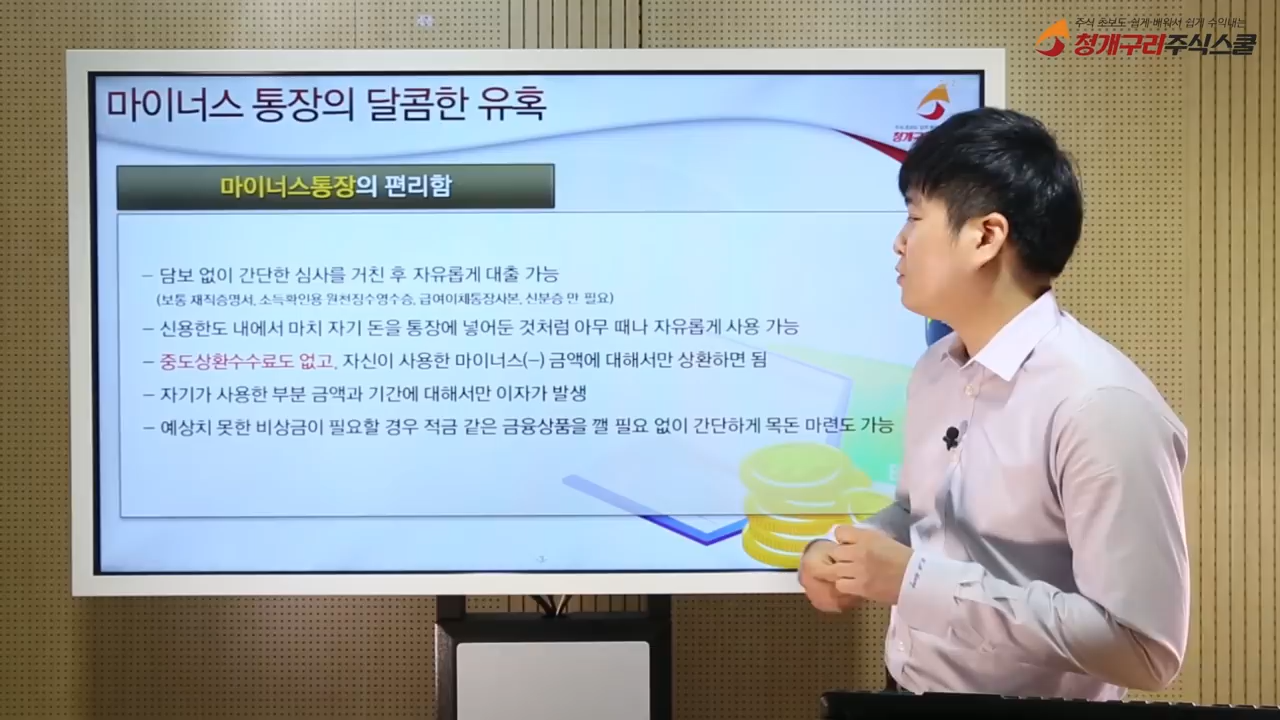 주식 초보도 쉽게 배워서 쉽게 수익내는
청개구리주식스쿨
마이너스 통장의 달콤한 유혹
마이너스통장의 편리함
– 담보 없이 간단한 심사를 거친 후 자유롭게 대출 가능
(보통 재직증명서, 소득확인용 원천징수영수증, 급여이체통장사본, 신분증 만 필요)
– 신용한도 내에서 마치 자기 돈을 통장에 넣어둔 것처럼 아무 때나 자유롭게 사용 가능
– 중도상환수수료도 없고, 자신이 사용한 마이너스(–) 금액에 대해서만 상환하면 됨
– 자기가 사용한 부분 금액과 기간에 대해서만 이자가 발생
– 예상치 못한 비상금이 필요할 경우 적금 같은 금융상품을 깰 필요 없이 간단하게 목돈 마련도 가능